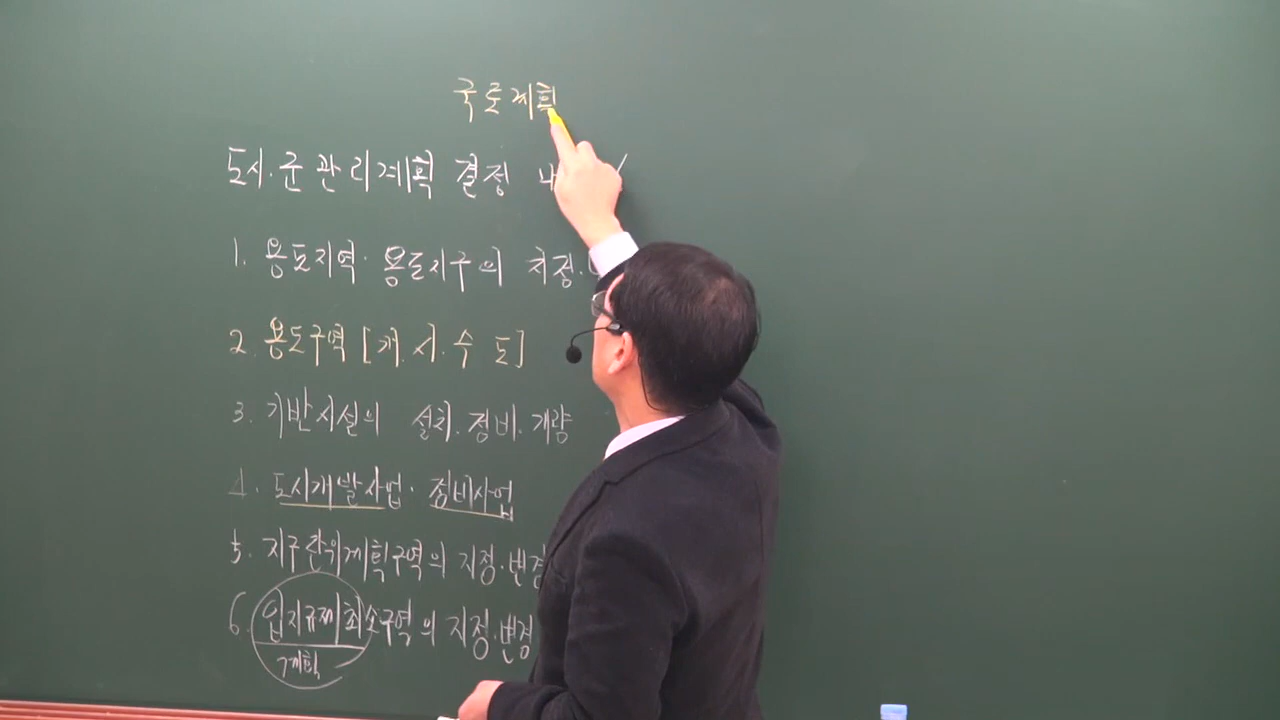 국토계획
도시·군관리계획 결정
1. 용도지역·용도지구의 지정·
2. 용도구역 [개.시.수 도]
3. 기반시설의 설치.정비.개량
4. 도시개발사업·정비사업
5. 지구단위계획구역의 지정·변경
6. 입지규제최소구역의 지정.변경
계획